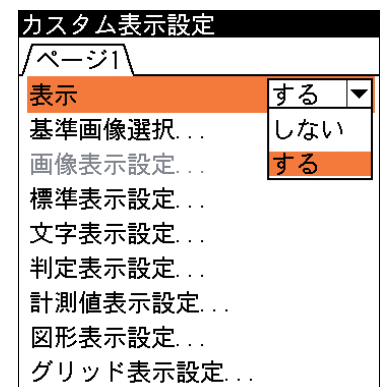 カスタム表示設定
ページ1
表示 する
基準画像選択... しない
画像表示設定... する
標準表示設定...
文字表示設定...
判定表示設定...
計測値表示設定...
図形表示設定...
グリッド表示設定...